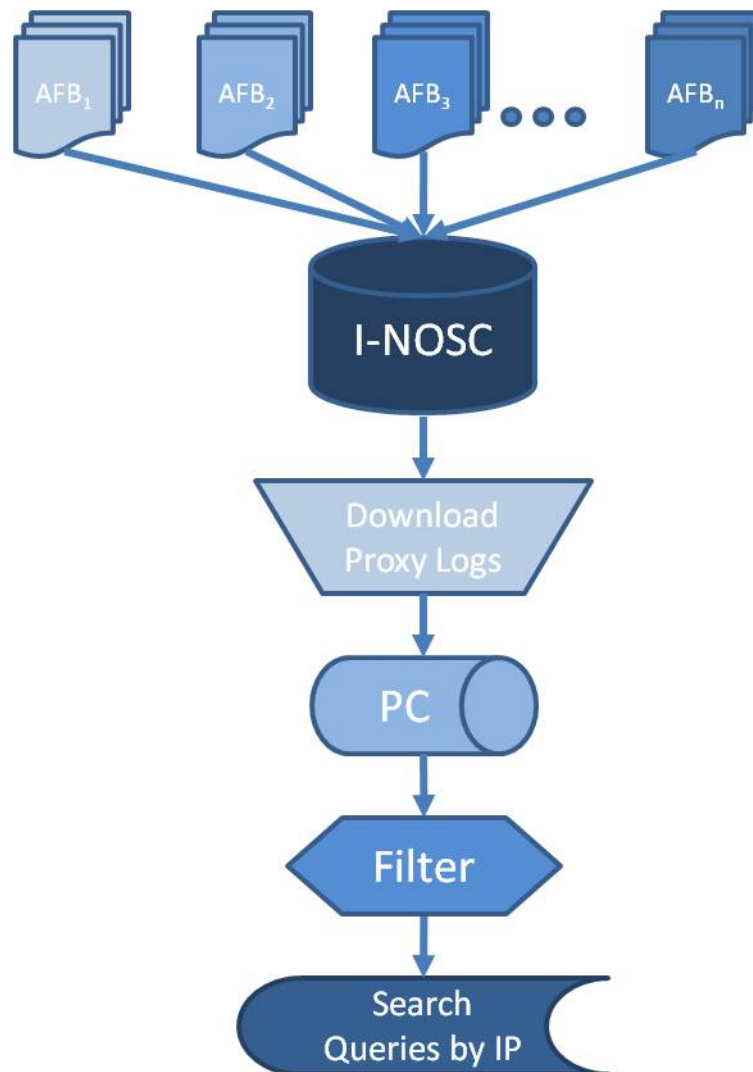 AFB₁ AFB₂ AFB₃ AFBₙ
I-NOSC
Download
Proxy Logs
PC
Filter
Search
Queries by IP